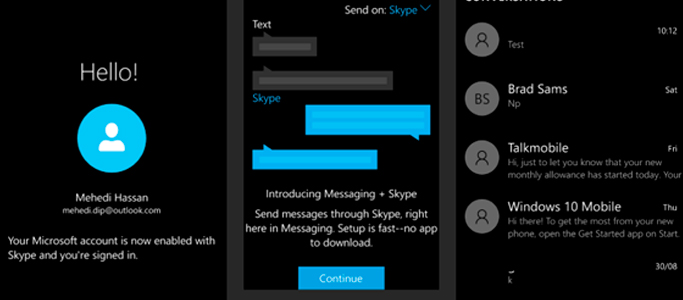 Hello!
Mehedi Hassan
mehedi.dip@outlook.com
Your Microsoft account is now enabled with
Skype and you're signed in.
Send on: Skype
Text
Skype
Introducing Messaging + Skype
Send messages through Skype, right
here in Messaging. Setup is fast--no app
to download.
Continue
10:12
Test
BS
Brad Sams
Sat
Np
Talkmobile
Fri
Hi, just to let you know that your new
monthly allowance has started today. Your
Windows 10 Mobile
Thu
Hi there! To get the most from your new
phone, open the Get Started app on Start.
30/08
k